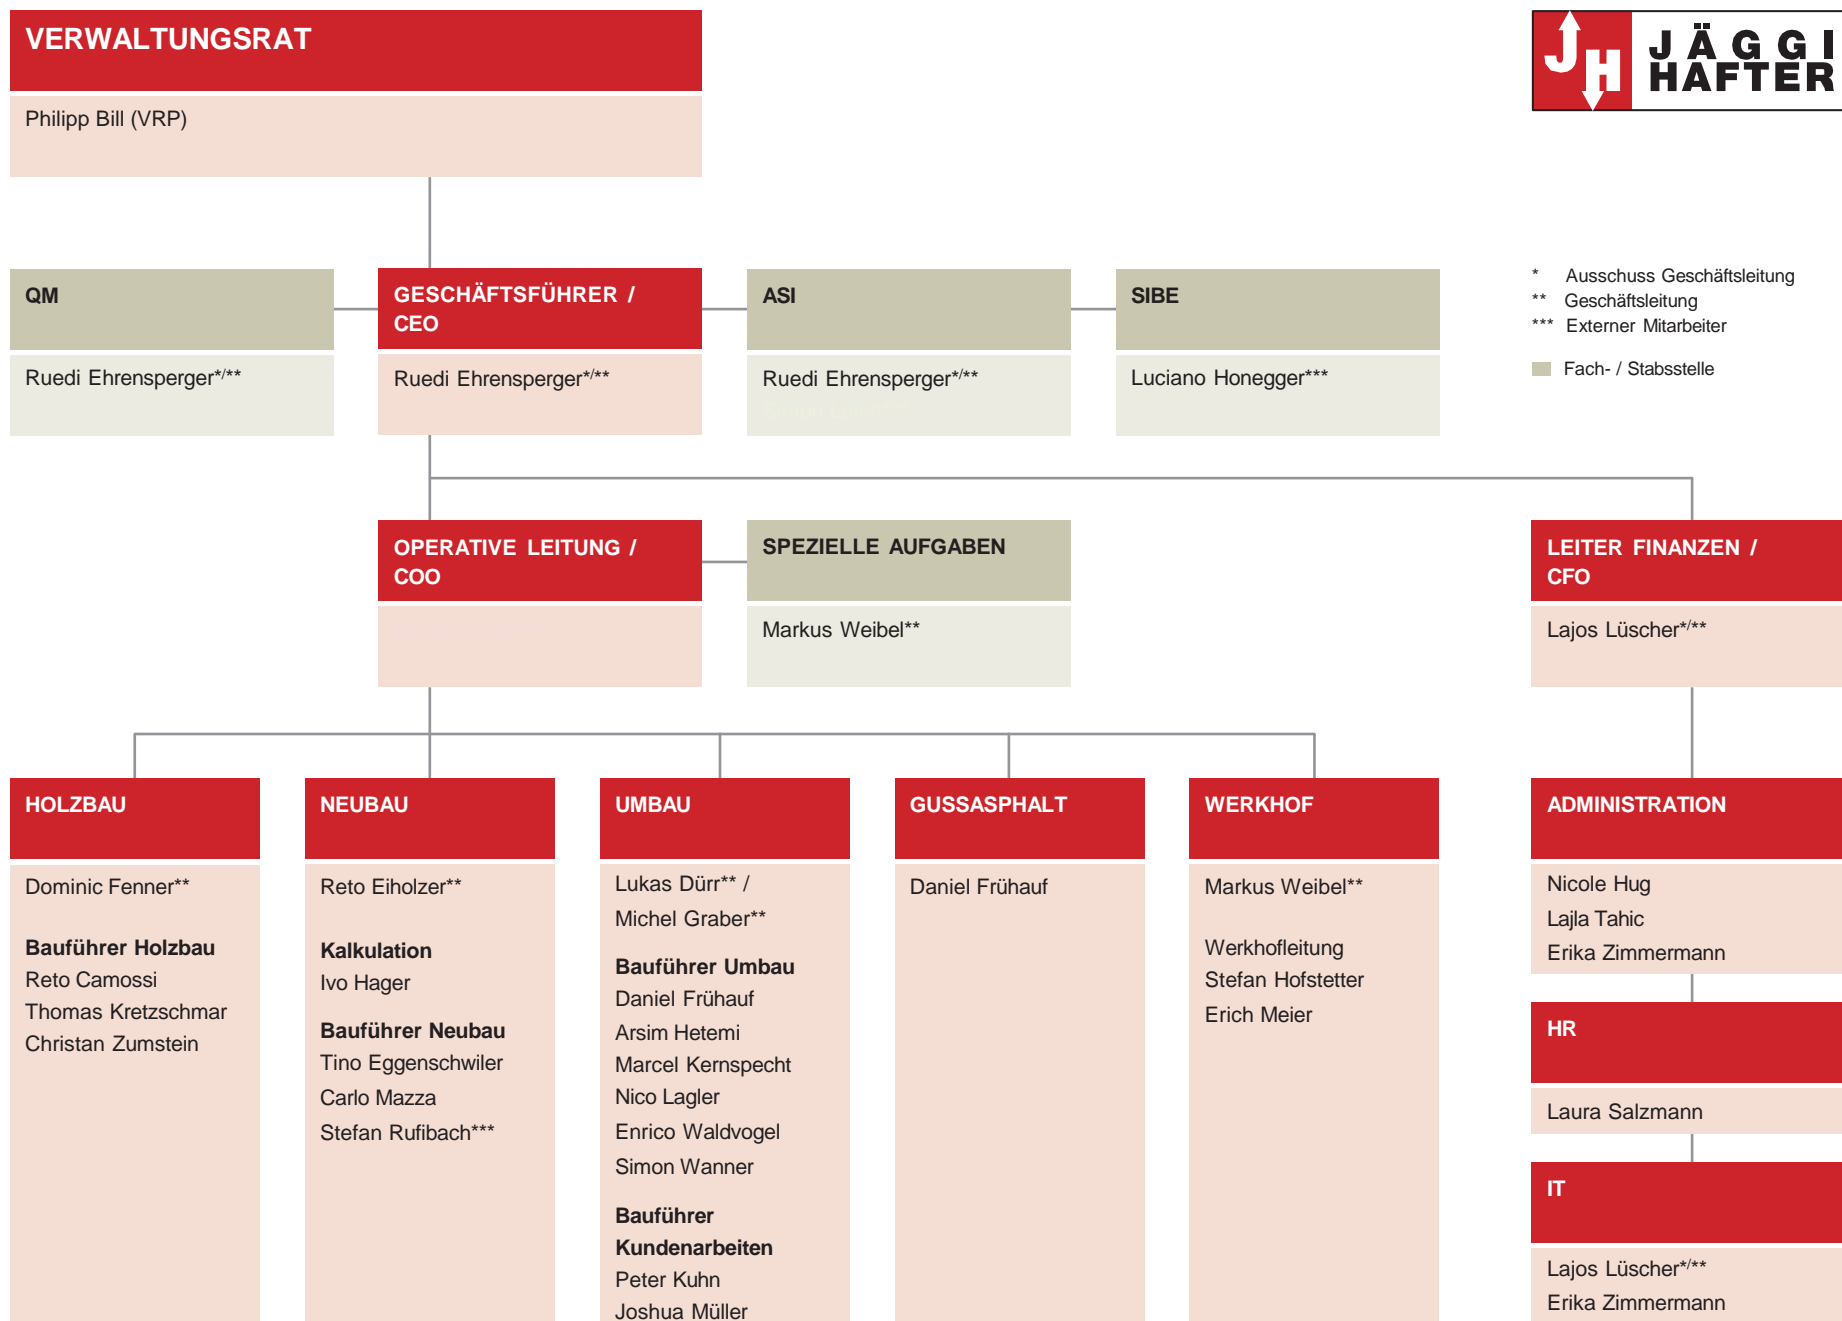 VERWALTUNGSRAT
Philipp Bill (VRP)
JH
JÄGGI
HAFTER
QM
Ruedi Ehrensperger*/**
GESCHÄFTSFÜHRER /
CEO
Ruedi Ehrensperger*/**
ASI
Ruedi Ehrensperger*/**
SIBE
Luciano Honegger***
* Ausschuss Geschäftsleitung
** Geschäftsleitung
*** Externer Mitarbeiter
Fach- / Stabsstelle
OPERATIVE LEITUNG /
COO
SPEZIELLE AUFGABEN
Markus Weibel**
LEITER FINANZEN /
CFO
Lajos Lüscher*/**
HOLZBAU
Dominic Fenner**
Bauführer Holzbau
Reto Camossi
Thomas Kretzschmar
Christan Zumstein
NEUBAU
Reto Eiholzer**
Kalkulation
Ivo Hager
Bauführer Neubau
Tino Eggenschwiler
Carlo Mazza
Stefan Rufibach***
UMBAU
Lukas Dürr** /
Michel Graber**
Bauführer Umbau
Daniel Frühauf
Arsim Hetemi
Marcel Kernspecht
Nico Lagler
Enrico Waldvogel
Simon Wanner
Bauführer
Kundenarbeiten
Peter Kuhn
Joshua Müller
GUSSASPHALT
Daniel Frühauf
WERKHOF
Markus Weibel**
Werkhofleitung
Stefan Hofstetter
Erich Meier
ADMINISTRATION
Nicole Hug
Lajla Tahic
Erika Zimmermann
HR
Laura Salzmann
IT
Lajos Lüscher*/**
Erika Zimmermann